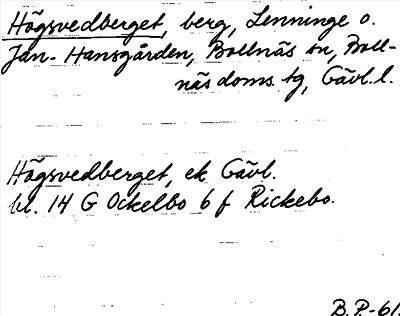 Högsvedberget, berg, Lenninge o.
Jan-Hansgården, Bollnäs sn, Boll-
näs doms. tg, Gävl. l.
Högsvedberget, ek Gävl.
bl. 14 G Ockelbo 6 f Rickebo.
B.P.-61.